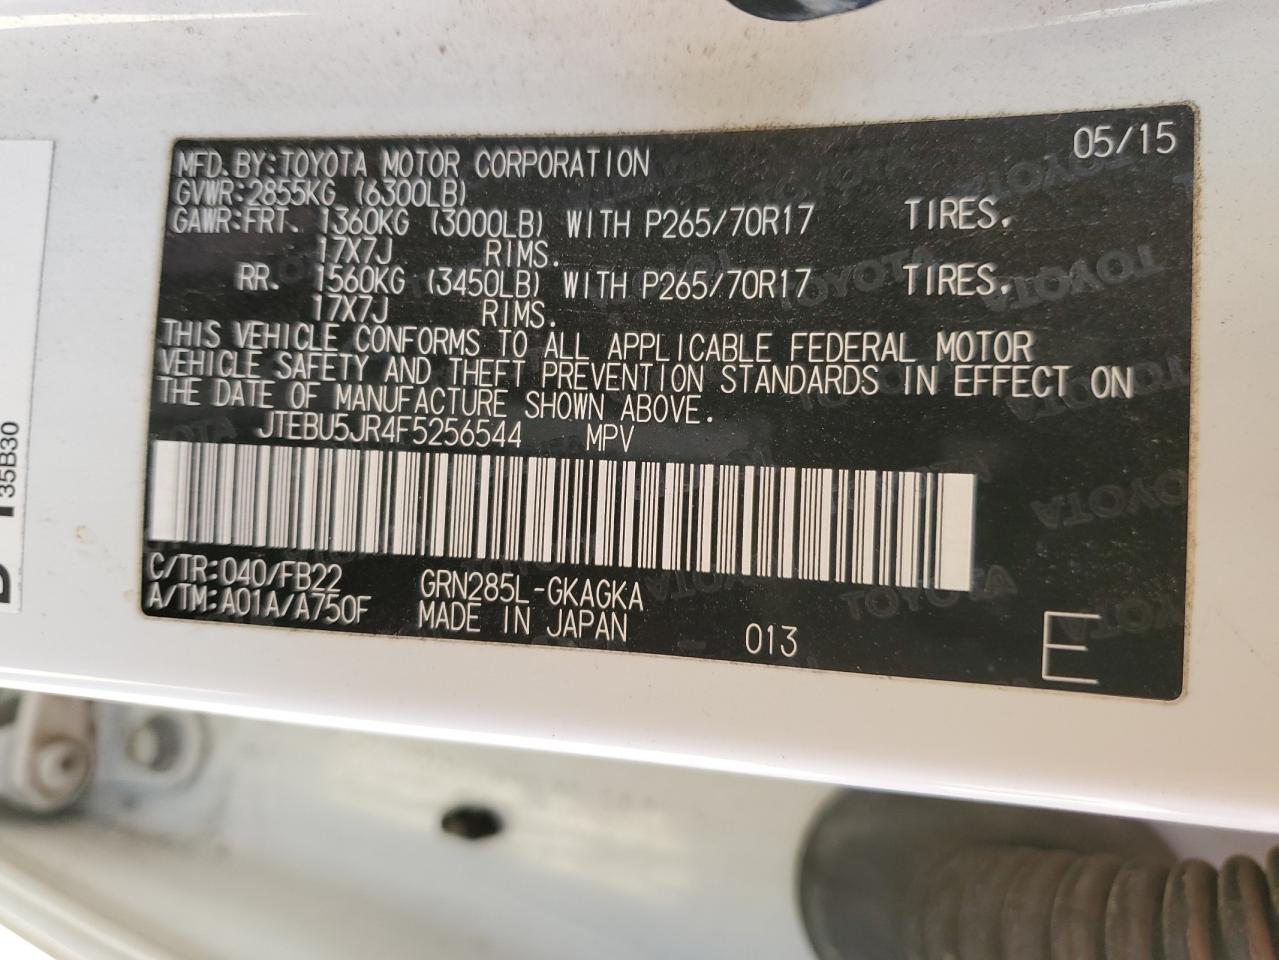 05/15
MFD.BY:TOYOTA MOTOR CORPORATION
GVWR:2855KG (6300LB)
GAWR:FRT. 1360KG (3000LB) WITH P265/70R17 TIRES.
17X7J RIMS.
RR. 1560KG (3450LB) WITH P265/70R17 TIRES.
17X7J RIMS.
THIS VEHICLE CONFORMS TO ALL APPLICABLE FEDERAL MOTOR
VEHICLE SAFETY AND THEFT PREVENTION STANDARDS IN EFFECT ON
THE DATE OF MANUFACTURE SHOWN ABOVE.
JTEBU5JR4F5256544 MPV
C/TR:040/FB22 GRN285L-GKAGKA
A/TM:A01A/A750F MADE IN JAPAN 013 E